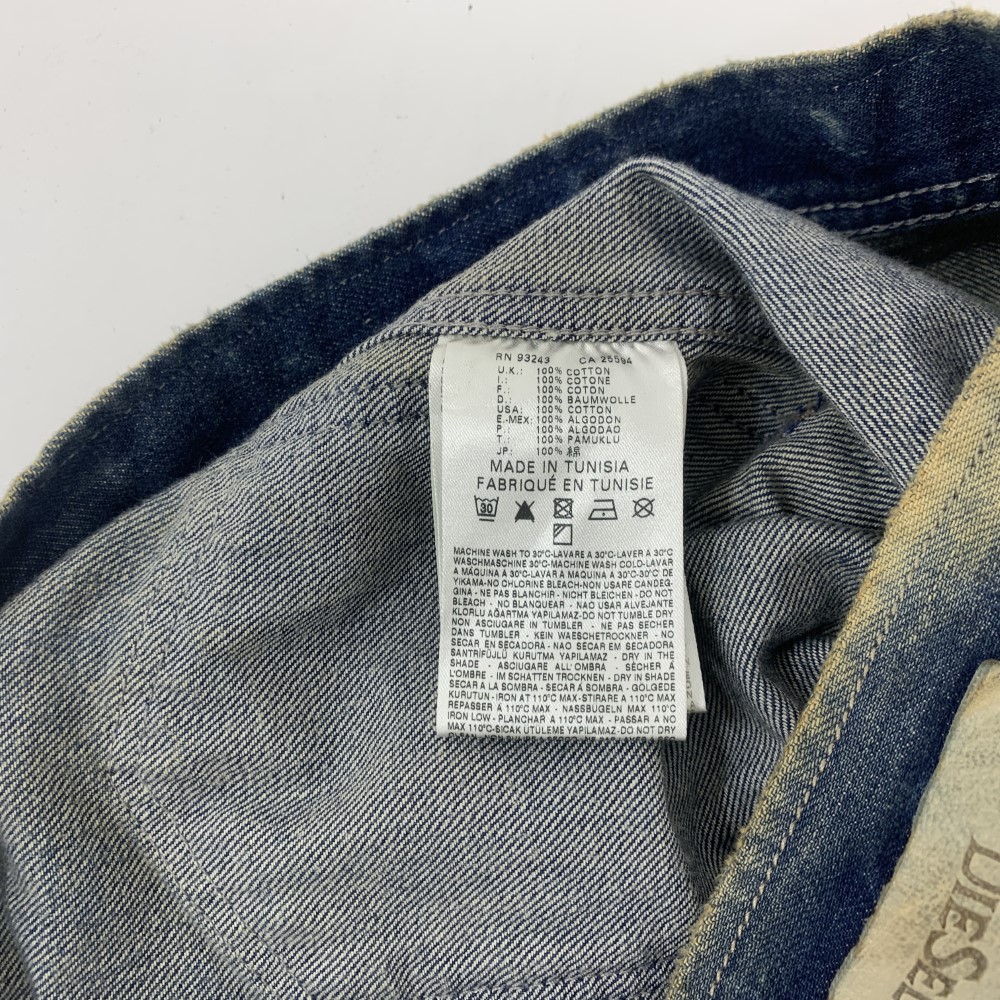 RN 93243 CA 25594
U.K.: 100% COTTON
I.: 100% COTONE
F.: 100% COTON
D.: 100% BAUMWOLLE
USA: 100% COTTON
E.-MEX: 100% ALGODON
P.: 100% ALGODAO
T.: 100% PAMUKLU
JP: 100% 綿
MADE IN TUNISIA
FABRIQUÉ EN TUNISIE
30
MACHINE WASH TO 30°C-LAVARE A 30°C-LAVER À 30°C
WASCHMASCHINE 30°C-MACHINE WASH COLD-LAVAR
A MÁQUINA Á 30°C-LAVAR À MAQUINA A 30°C-30°C DE
YIKAMA-NO CHLORINE BLEACH-NON USARE CANDEG-
GINA - NE PAS BLANCHIR - NICHT BLEICHEN - DO NOT
BLEACH - NO BLANQUEAR - NAO USAR ALVEJANTE
KLORLU AĞARTMA YAPILAMAZ-DO NOT TUMBLE DRY
NON ASCIUGARE IN TUMBLER - NE PAS SECHER
DANS TUMBLER - KEIN WAESCHETROCKNER - NO
SECAR EN SECADORA - NAO SECAR EM SECADORA
SANTRİFÜJLÜ KURUTMA YAPILAMAZ - DRY IN THE
SHADE - ASCIUGARE ALL'OMBRA - SÉCHER Á
L'OMBRE - IM SCHATTEN TROCKNEN - DRY IN SHADE
SECAR A LA SOMBRA - SECAR Á SOMBRA - GÖLGEDE
KURUTUN-IRON AT 110°C MAX-STIRARE A 110°C MAX
REPASSER Á 110°C MAX - NASSBÜGELN MAX 110°C
IRON LOW - PLANCHAR A 110°C MAX - PASSAR A NO
MAX 110°C-SICAK UTULEME YAPILAMAZ-DO NOT DRY
DIESEL